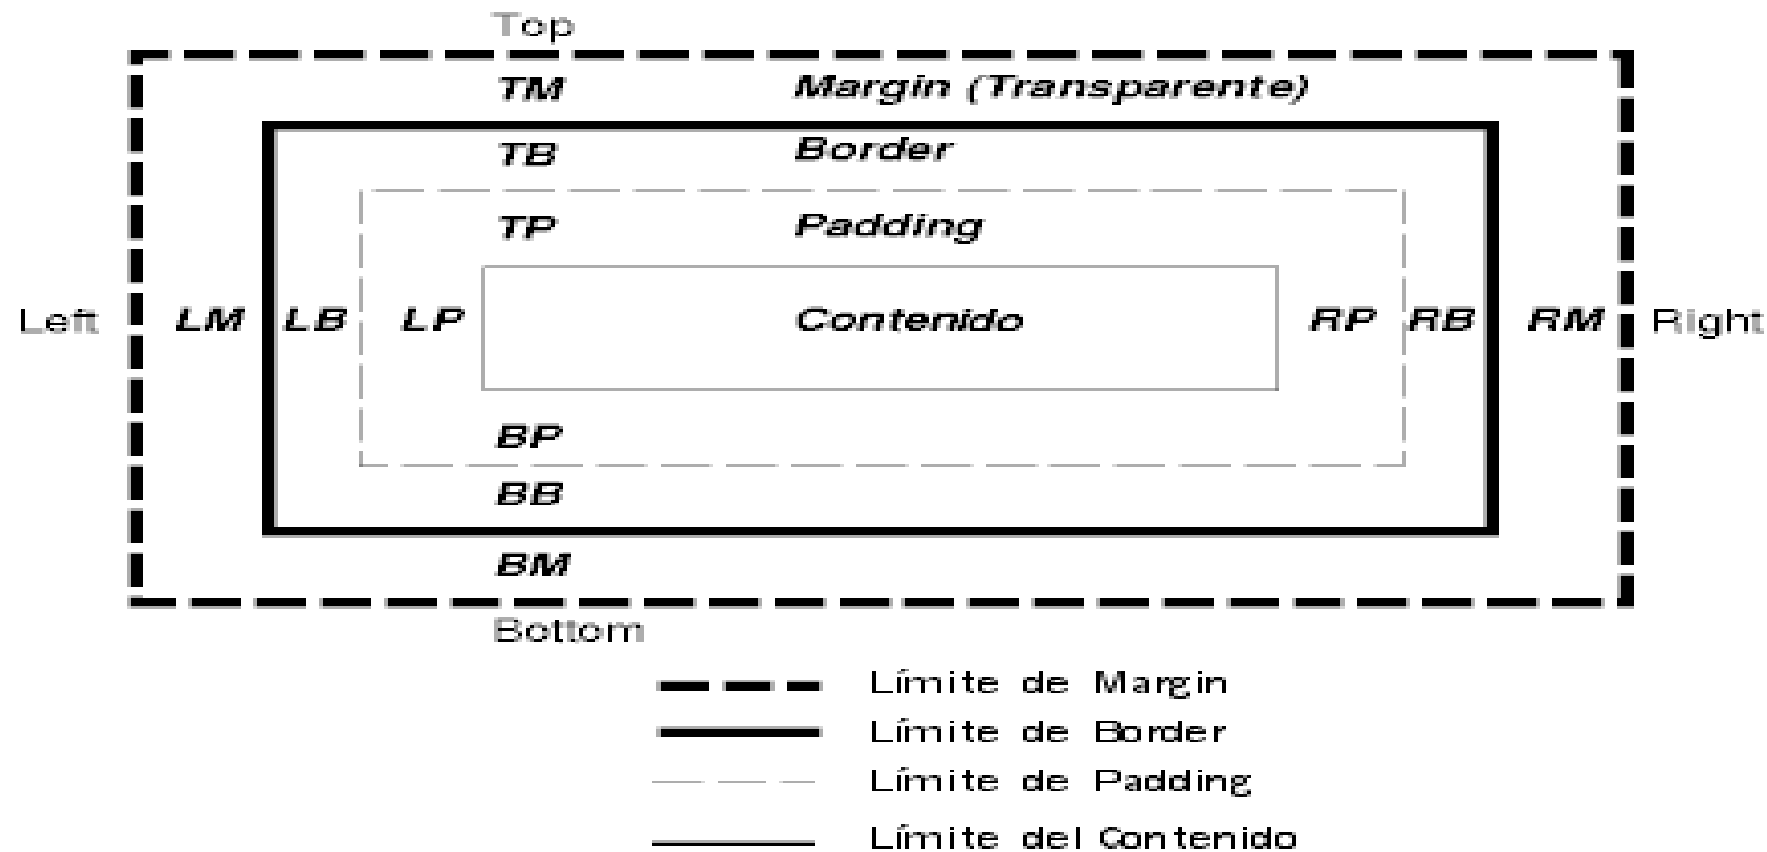 Top
TM Margin (Transparente)
TB Border
TP Padding
Left LM LB LP Contenido RP RB RM Right
BP
BB
BM
Bottom
Límite de Margin
Límite de Border
Límite de Padding
Límite del Contenido